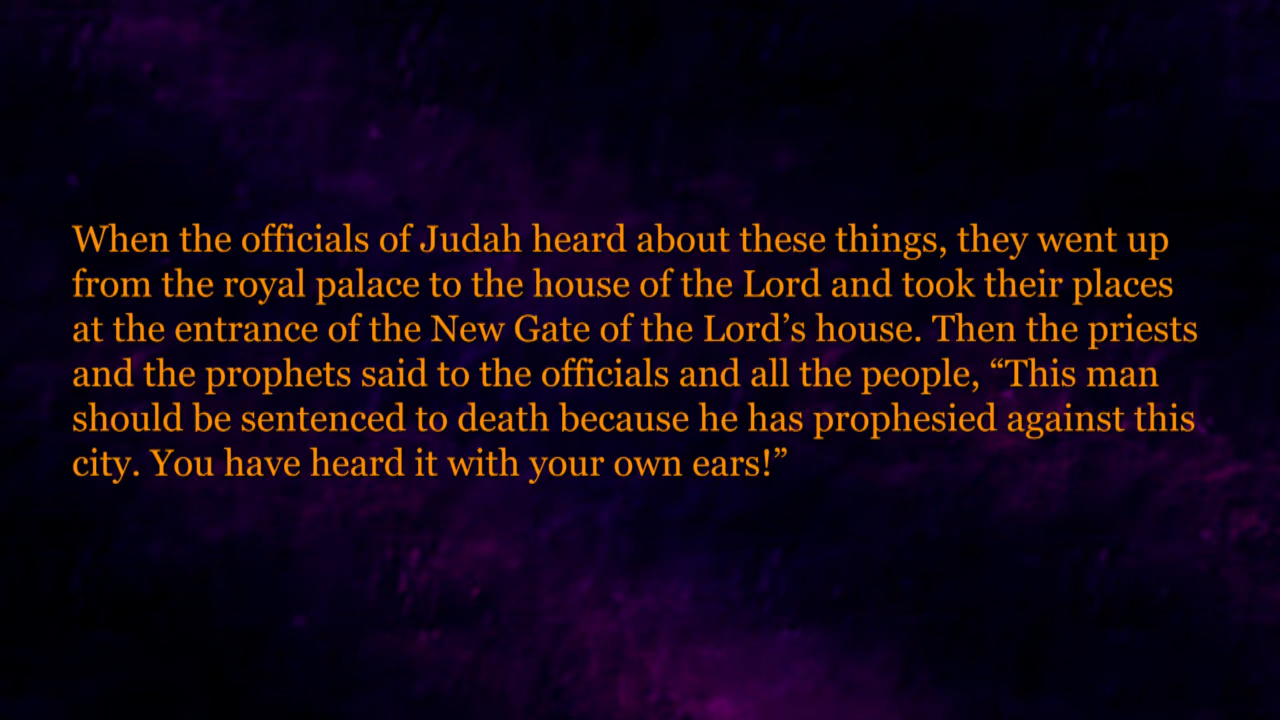 When the officials of Judah heard about these things, they went up
from the royal palace to the house of the Lord and took their places
at the entrance of the New Gate of the Lord’s house. Then the priests
and the prophets said to the officials and all the people, “This man
should be sentenced to death because he has prophesied against this
city. You have heard it with your own ears!”